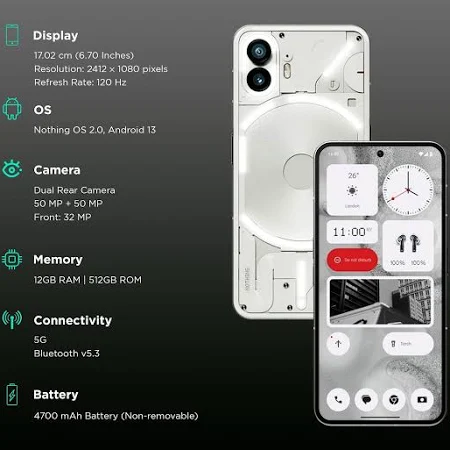 Display
17.02 cm (6.70 Inches)
Resolution: 2412 x 1080 pixels
Refresh Rate: 120 Hz
OS
Nothing OS 2.0, Android 13
Camera
Dual Rear Camera
50 MP + 50 MP
Front: 32 MP
Memory
12GB RAM | 512GB ROM
Connectivity
5G
Bluetooth v5.3
Battery
4700 mAh Battery (Non-removable)
26°
London
11:00
Do not disturb
100% 100%
Torch